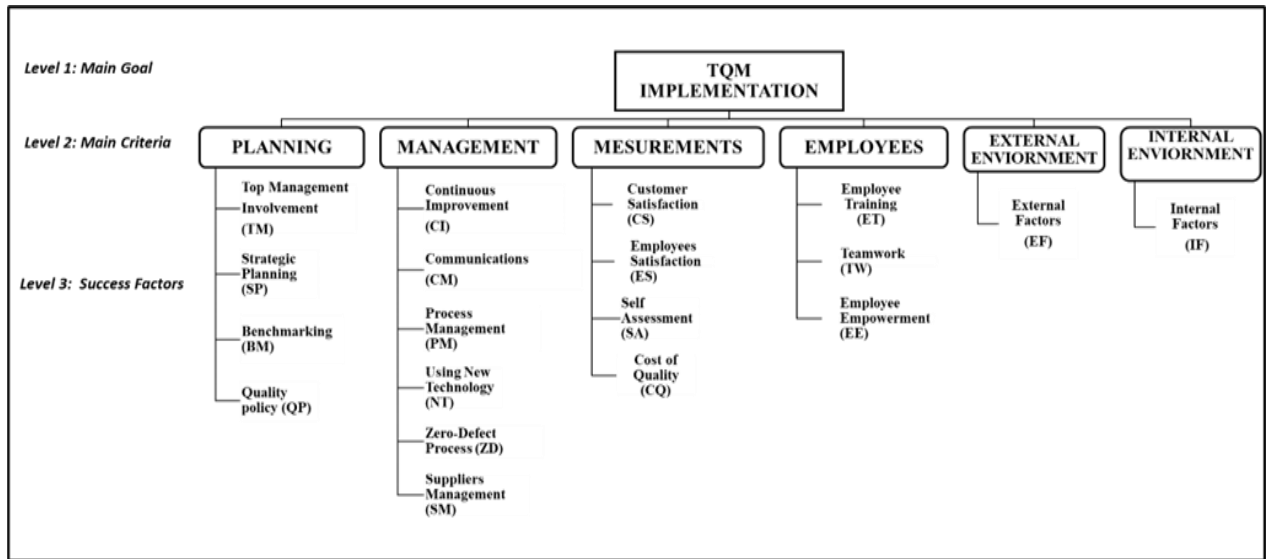 Level 1: Main Goal
TQM
IMPLEMENTATION
Level 2: Main Criteria
PLANNING
MANAGEMENT
MESUREMENTS
EMPLOYEES
EXTERNAL
ENVIORNMENT
INTERNAL
ENVIORNMENT
Level 3:  Success Factors
Top Management
Involvement
(TM)
Strategic
Planning
(SP)
Benchmarking
(BM)
Quality
policy (QP)
Continuous
Improvement
(CI)
Communications
(CM)
Process
Management
(PM)
Using New
Technology
(NT)
Zero-Defect
Process (ZD)
Suppliers
Management
(SM)
Customer
Satisfaction
(CS)
Employees
Satisfaction
(ES)
Self
Assessment
(SA)
Cost of
Quality
(CQ)
Employee
Training
(ET)
Teamwork
(TW)
Employee
Empowerment
(EE)
External
Factors
(EF)
Internal
Factors
(IF)